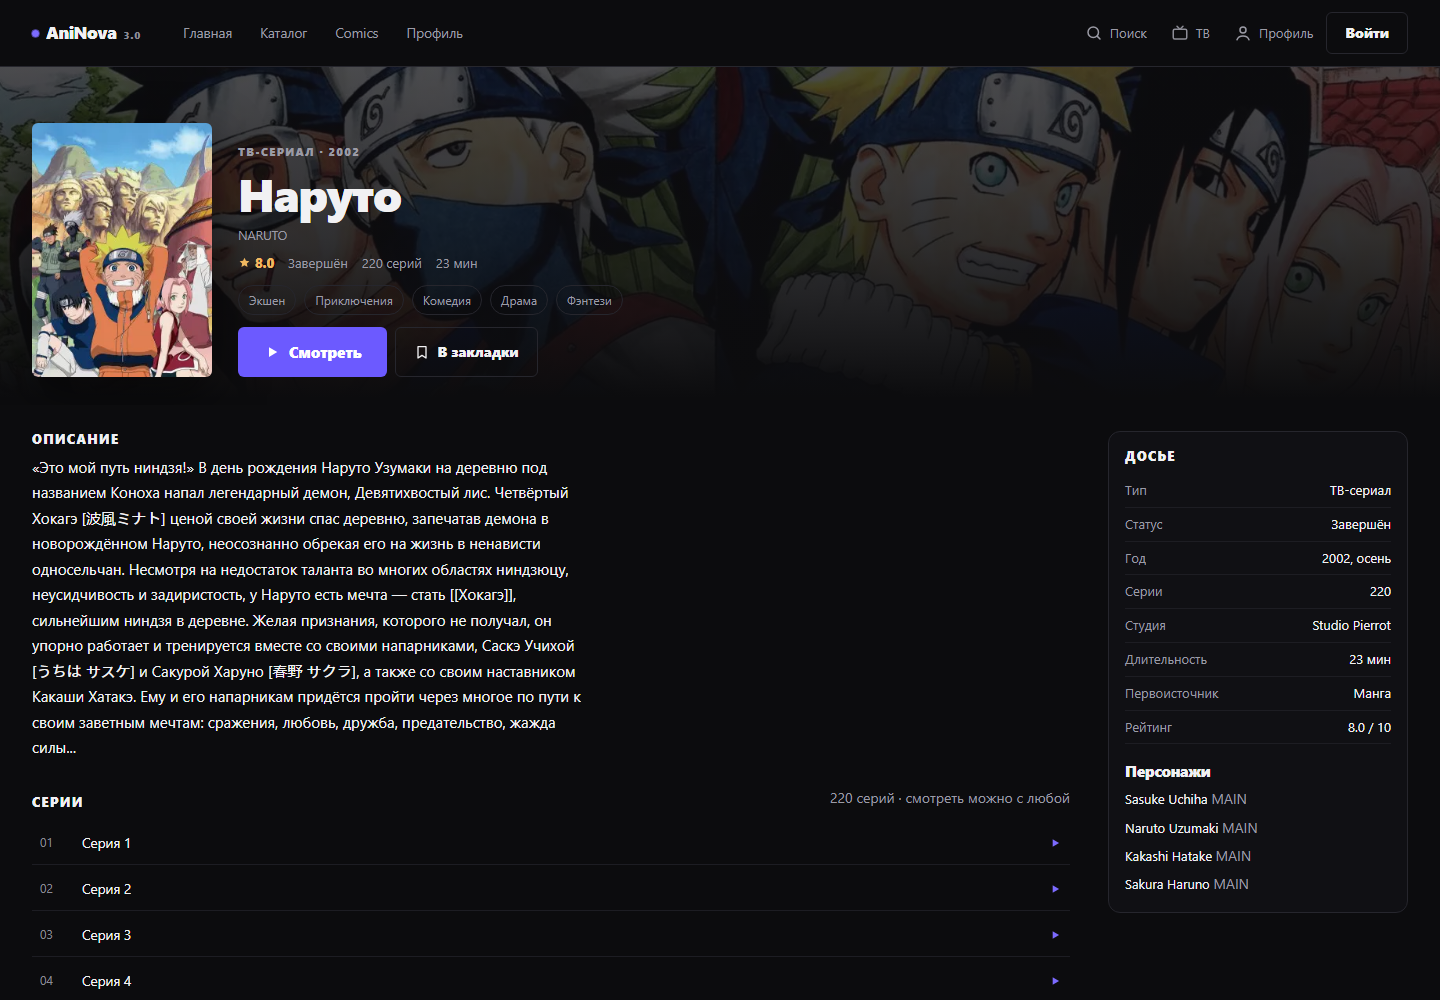 AniNova 3.0
Главная
Каталог
Comics
Профиль
Поиск
ТВ
Профиль
Войти
ТВ-СЕРИАЛ · 2002
Наруто
NARUTO
★ 8.0 Завершён 220 серий 23 мин
Экшен
Приключения
Комедия
Драма
Фэнтези
Смотреть
В закладки
ОПИСАНИЕ
«Это мой путь ниндзя!» В день рождения Наруто Узумаки на деревню под
названием Коноха напал легендарный демон, Девятихвостый лис. Четвёртый
Хокагэ [波風ミナト] ценой своей жизни спас деревню, запечатав демона в
новорождённом Наруто, неосознанно обрекая его на жизнь в ненависти
односельчан. Несмотря на недостаток таланта во многих областях ниндзюцу,
неусидчивость и задиристость, у Наруто есть мечта — стать [[Хокагэ]],
сильнейшим ниндзя в деревне. Желая признания, которого не получал, он
упорно работает и тренируется вместе со своими напарниками, Саскэ Учихой
[うちは サスケ] и Сакурой Харуно [春野 サクラ], а также со своим наставником
Какаши Хатакэ. Ему и его напарникам придётся пройти через многое по пути к
своим заветным мечтам: сражения, любовь, дружба, предательство, жажда
силы...
СЕРИИ
220 серий · смотреть можно с любой
01 Серия 1
02 Серия 2
03 Серия 3
04 Серия 4
ДОСЬЕ
Тип ТВ-сериал
Статус Завершён
Год 2002, осень
Серии 220
Студия Studio Pierrot
Длительность 23 мин
Первоисточник Манга
Рейтинг 8.0 / 10
Персонажи
Sasuke Uchiha MAIN
Naruto Uzumaki MAIN
Kakashi Hatake MAIN
Sakura Haruno MAIN